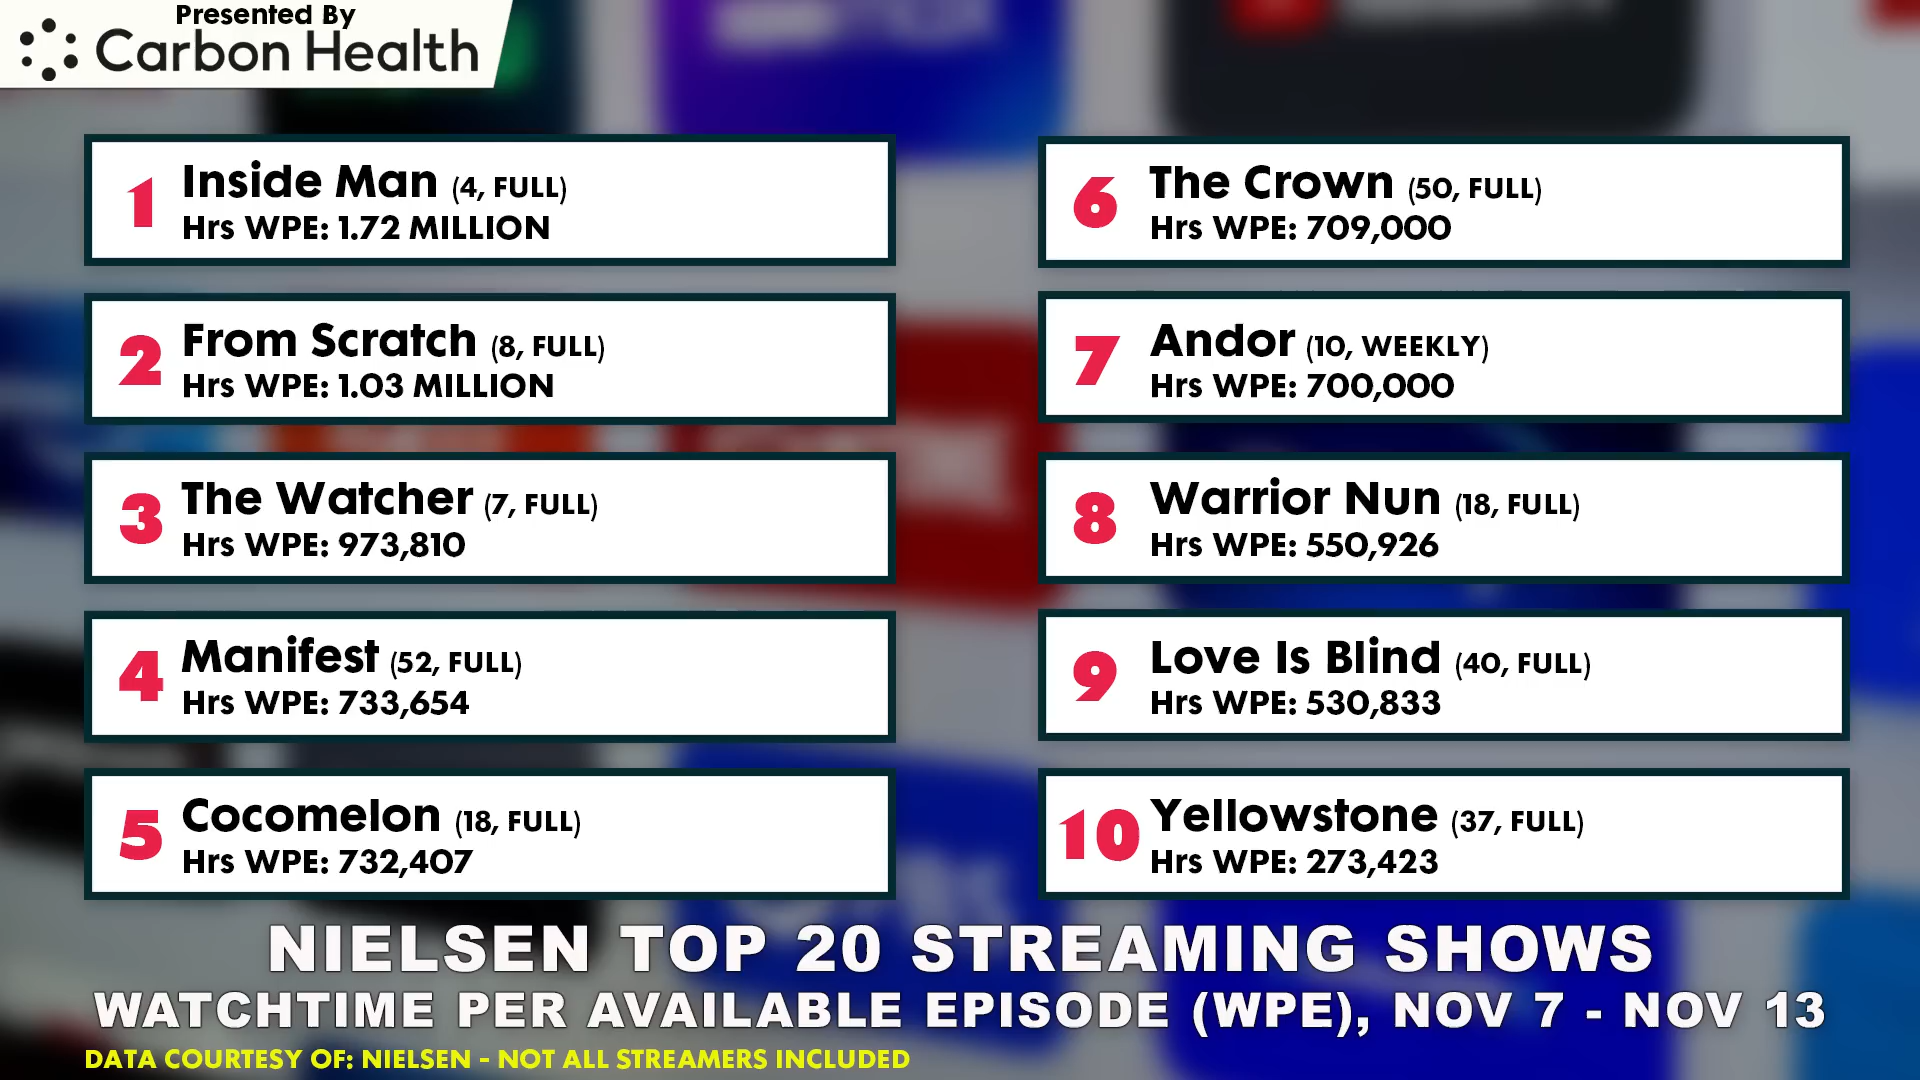 Presented By
Carbon Health
1
Inside Man (4, FULL)
Hrs WPE: 1.72 MILLION
2
From Scratch (8, FULL)
Hrs WPE: 1.03 MILLION
3
The Watcher (7, FULL)
Hrs WPE: 973,810
4
Manifest (52, FULL)
Hrs WPE: 733,654
5
Cocomelon (18, FULL)
Hrs WPE: 732,407
6
The Crown (50, FULL)
Hrs WPE: 709,000
7
Andor (10, WEEKLY)
Hrs WPE: 700,000
8
Warrior Nun (18, FULL)
Hrs WPE: 550,926
9
Love Is Blind (40, FULL)
Hrs WPE: 530,833
10
Yellowstone (37, FULL)
Hrs WPE: 273,423
NIELSEN TOP 20 STREAMING SHOWS
WATCHTIME PER AVAILABLE EPISODE (WPE), NOV 7 - NOV 13
DATA COURTESY OF: NIELSEN - NOT ALL STREAMERS INCLUDED